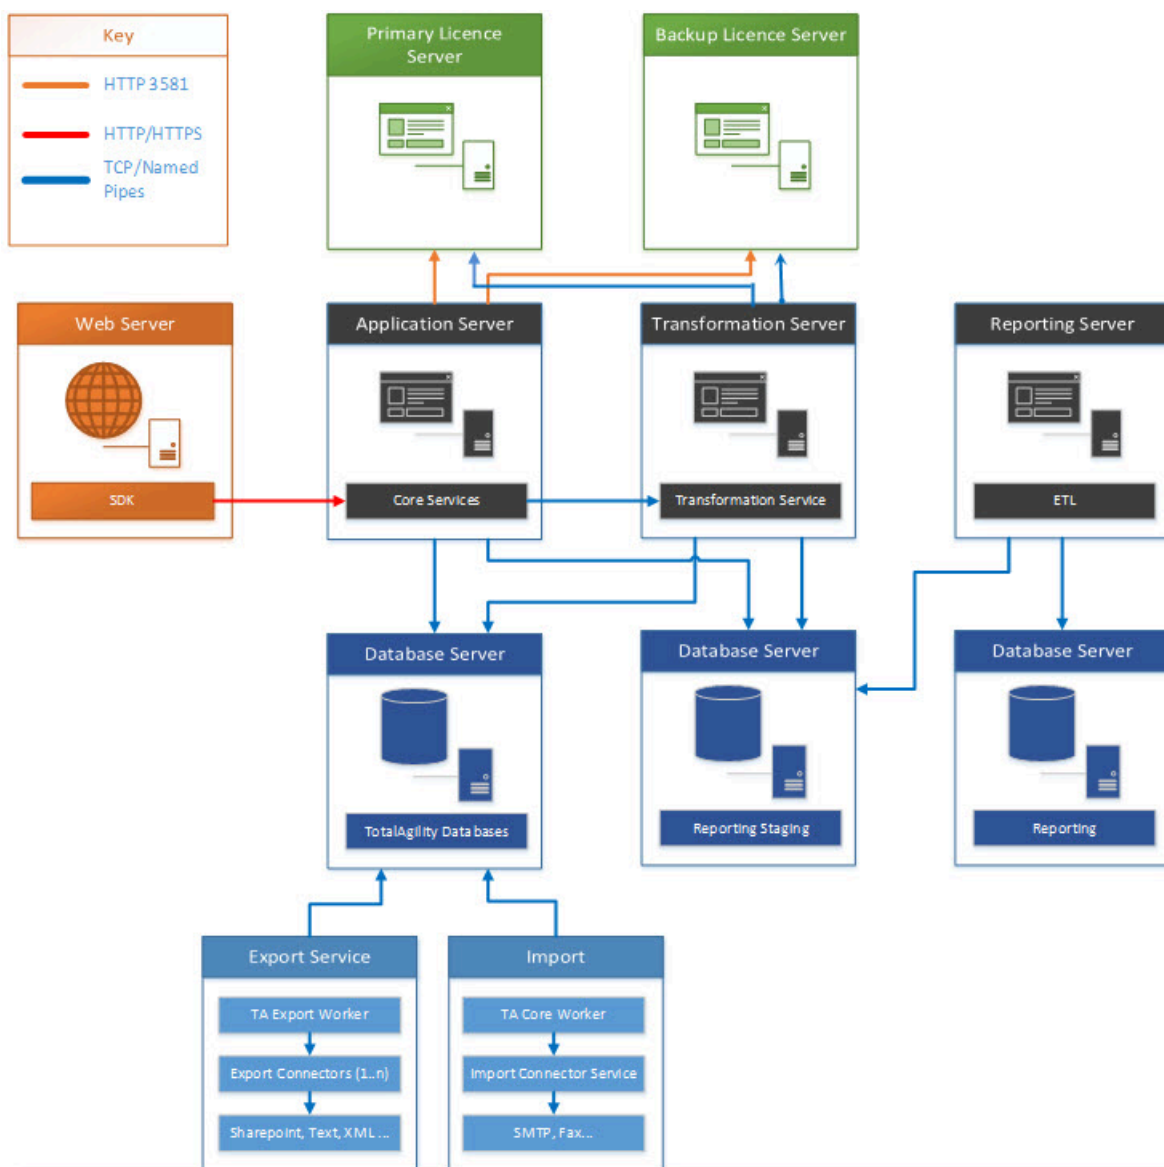 Key
HTTP 3581
HTTP/HTTPS
TCP/Named
Pipes
Primary Licence
Server
Backup Licence Server
Web Server
SDK
Application Server
Core Services
Transformation Server
Transformation Service
Reporting Server
ETL
Database Server
TotalAgility Databases
Database Server
Reporting Staging
Database Server
Reporting
Export Service
TA Export Worker
Export Connectors (1..n)
Sharepoint, Text, XML ...
Import
TA Core Worker
Import Connector Service
SMTP, Fax...